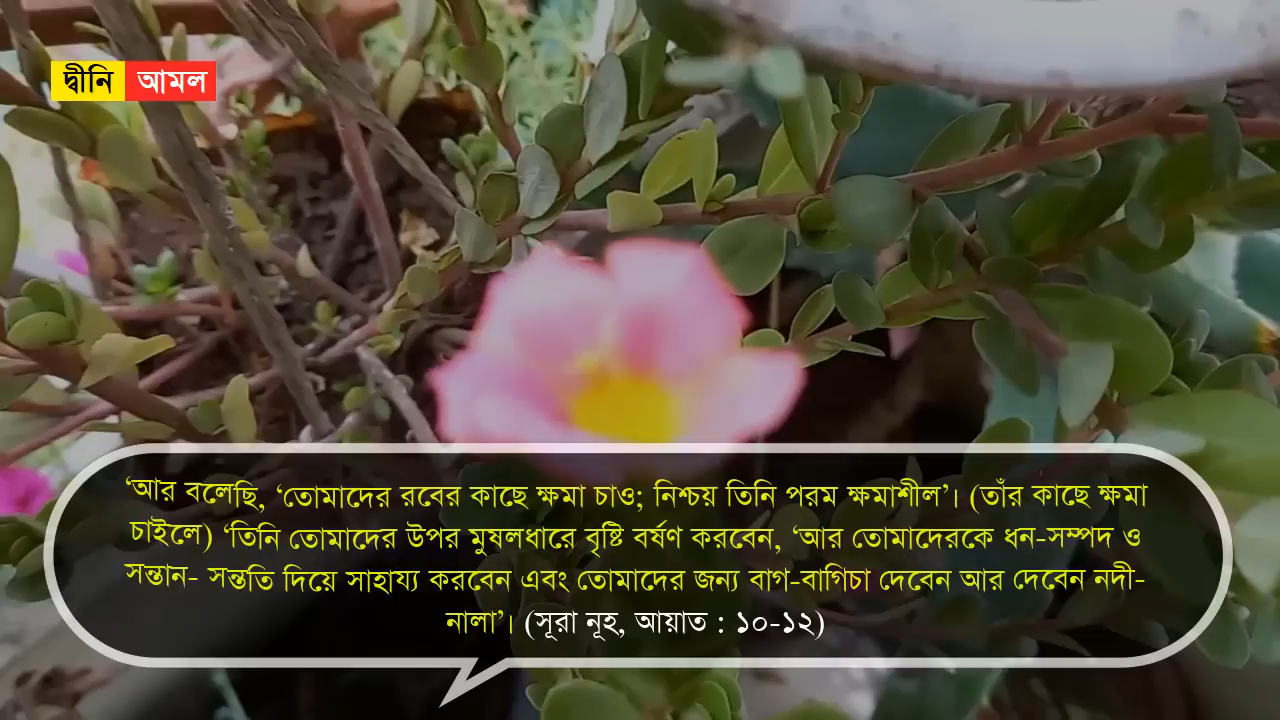 দ্বীনি আমল
‘আর বলেছি, ‘তোমাদের রবের কাছে ক্ষমা চাও; নিশ্চয় তিনি পরম ক্ষমাশীল’। (তাঁর কাছে ক্ষমা
চাইলে) ‘তিনি তোমাদের উপর মুষলধারে বৃষ্টি বর্ষণ করবেন, ‘আর তোমাদেরকে ধন-সম্পদ ও
সন্তান- সন্ততি দিয়ে সাহায্য করবেন এবং তোমাদের জন্য বাগ-বাগিচা দেবেন আর দেবেন নদী-
নালা’। (সূরা নূহ, আয়াত : ১০-১২)